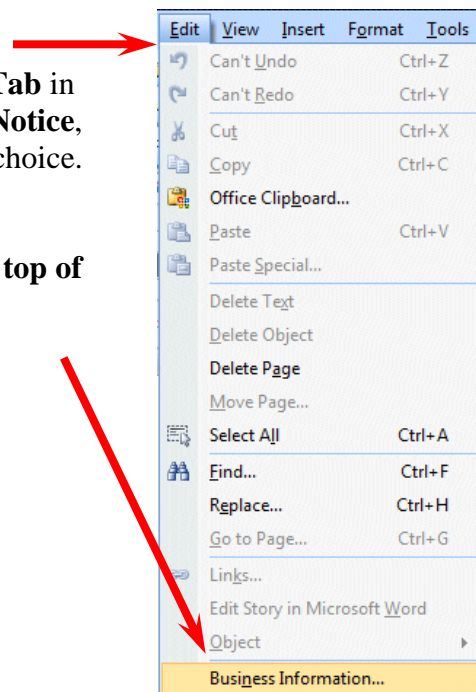 Edit View Insert Format Tools
Can't Undo Ctrl+Z
Tab in
Can't Redo Ctrl+Y
Notice,
Cut Ctrl+X
choice.
Copy Ctrl+C
Office Clipboard...
Paste Ctrl+V
top of
Paste Special...
Delete Text
Delete Object
Delete Page
Move Page...
Select All Ctrl+A
Find... Ctrl+F
Replace... Ctrl+H
Go to Page... Ctrl+G
Links...
Edit Story in Microsoft Word
Object
Business Information...